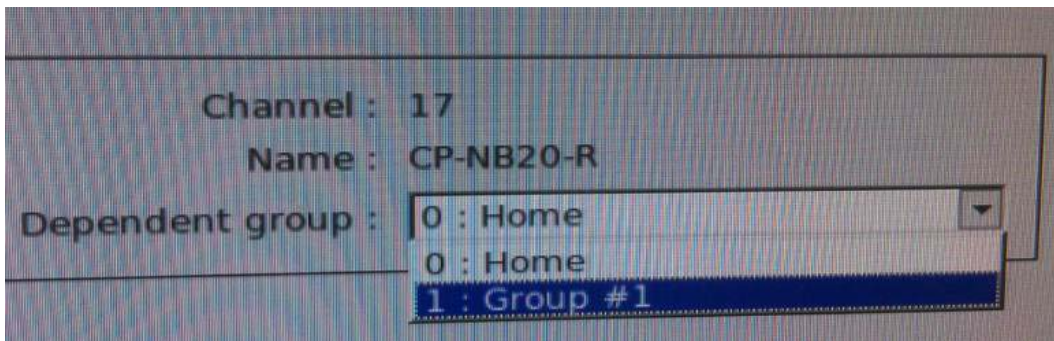 Channel : 17
Name : CP-NB20-R
Dependent group : 0 : Home
0 : Home
1 : Group #1